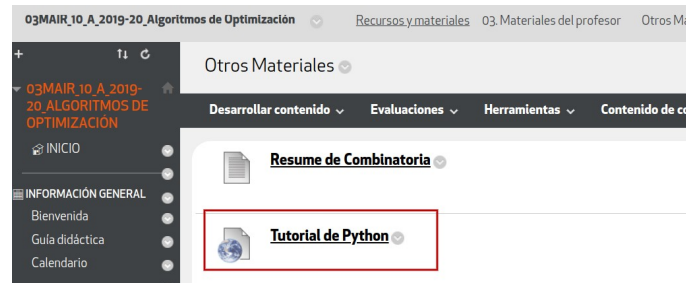 03MAIR_10_A_2019-20_Algoritmos de Optimización Recursos y materiales 03. Materiales del profesor Otros Ma
Otros Materiales
03MAIR_10_A_2019-
20_ALGORITMOS DE
OPTIMIZACIÓN
INICIO
INFORMACIÓN GENERAL
Bienvenida
Guía didáctica
Calendario
Desarrollar contenido Evaluaciones Herramientas Contenido de co
Resume de Combinatoria
Tutorial de Python